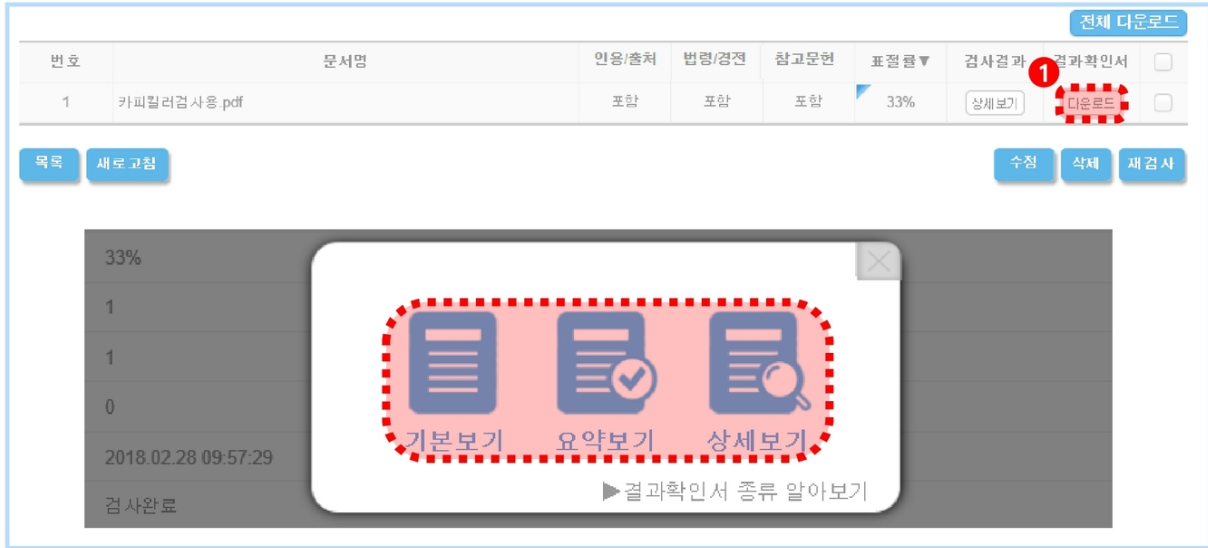 전체 다운로드
번호 문서명 인용/출처 법령/경전 참고문헌 표절률▼ 검사결과 결과확인서
1
1 카피킬러검사용.pdf 포함 포함 포함 33% 상세보기 다운로드
목록 새로고침 수정 삭제 재검사
33%
1
1
0
기본보기 요약보기 상세보기
2018.02.28 09:57:29
▶결과확인서 종류 알아보기
검사완료